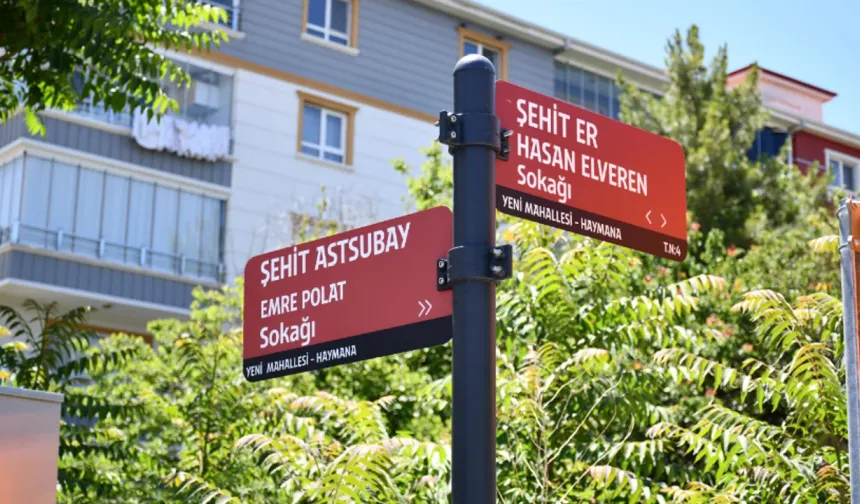 ŞEHİT ASTSUBAY
EMRE POLAT
Sokağı
YENİ MAHALLESİ - HAYMANA
ŞEHİT ER
HASAN ELVEREN
Sokağı
YENİ MAHALLESİ - HAYMANA
T.N:4